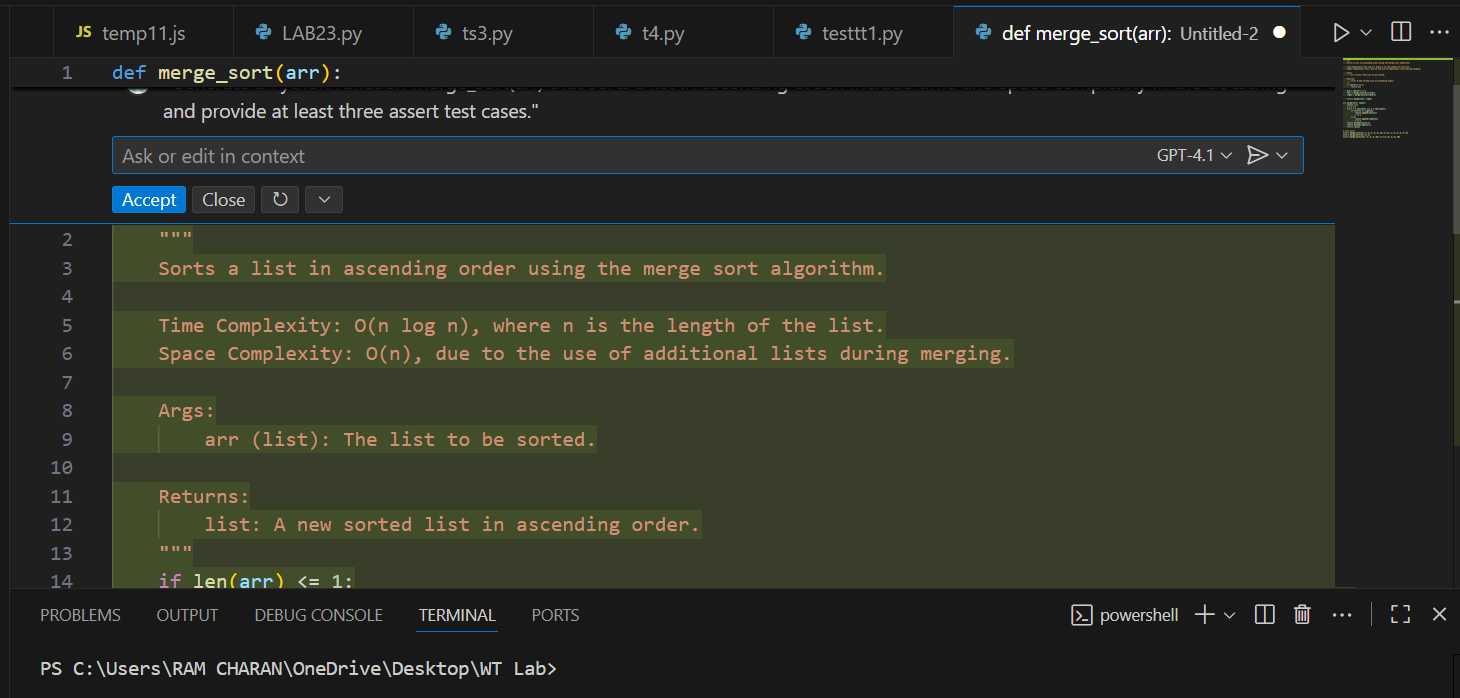 JS temp11.js LAB23.py ts3.py t4.py testtt1.py def merge_sort(arr): Untitled-2
1 def merge_sort(arr):
and provide at least three assert test cases."
Ask or edit in context GPT-4.1
Accept Close
2 """
3 Sorts a list in ascending order using the merge sort algorithm.
4
5 Time Complexity: O(n log n), where n is the length of the list.
6 Space Complexity: O(n), due to the use of additional lists during merging.
7
8 Args:
9 arr (list): The list to be sorted.
10
11 Returns:
12 list: A new sorted list in ascending order.
13 """
14 if len(arr) <= 1:
PROBLEMS OUTPUT DEBUG CONSOLE TERMINAL PORTS powershell
PS C:\Users\RAM CHARAN\OneDrive\Desktop\WT Lab>